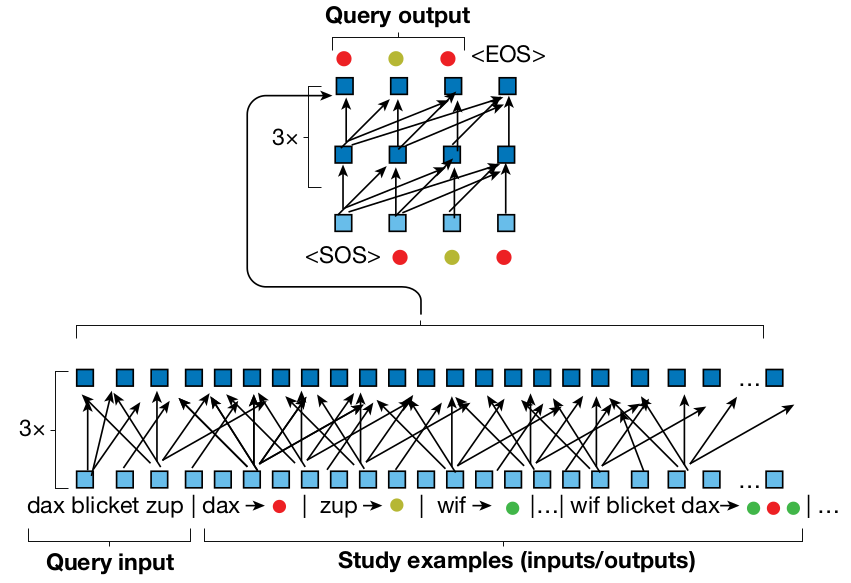 Query output
<EOS>
3×
<SOS>
3×
dax blicket zup | dax → | zup → | wif → |...| wif blicket dax→ | ...
...
Query input
Study examples (inputs/outputs)